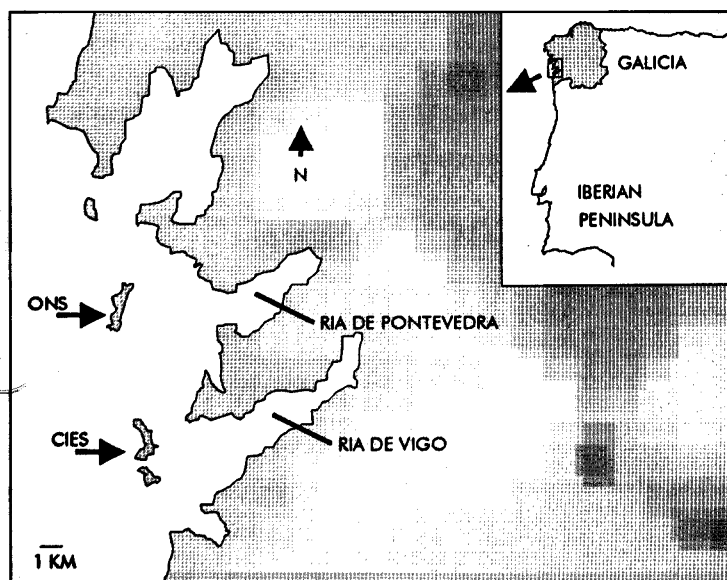 GALICIA
N
IBERIAN
PENINSULA
ONS
RIA DE PONTEVEDRA
CIES
RIA DE VIGO
1 KM